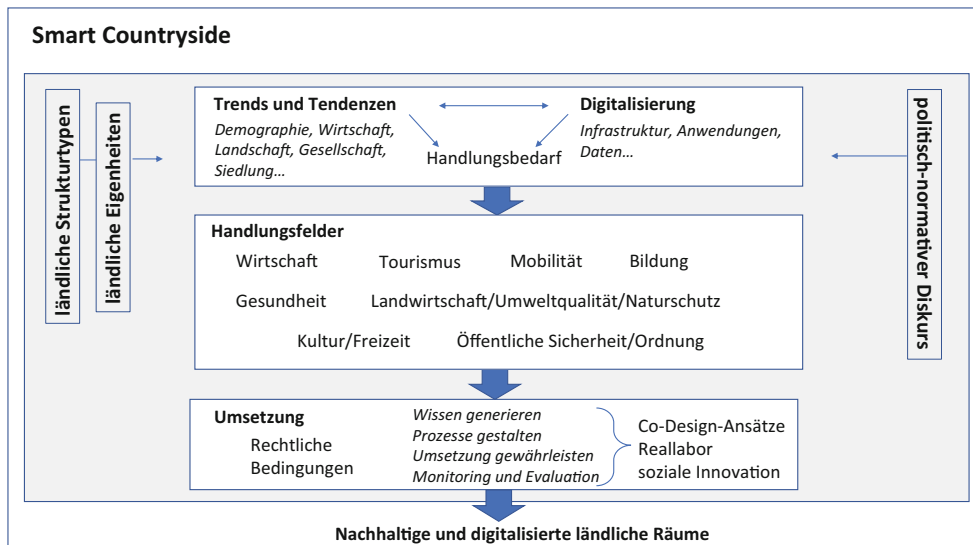 Smart Countryside
ländliche Strukturtypen
ländliche Eigenheiten
Trends und Tendenzen
Demographie, Wirtschaft,
Landschaft, Gesellschaft,
Siedlung...
Digitalisierung
Infrastruktur, Anwendungen,
Daten...
Handlungsbedarf
politisch-normativer Diskurs
Handlungsfelder
Wirtschaft Tourismus Mobilität Bildung
Gesundheit Landwirtschaft/Umweltqualität/Naturschutz
Kultur/Freizeit Öffentliche Sicherheit/Ordnung
Umsetzung
Rechtliche
Bedingungen
Wissen generieren
Prozesse gestalten
Umsetzung gewährleisten
Monitoring und Evaluation
Co-Design-Ansätze
Reallabor
soziale Innovation
Nachhaltige und digitalisierte ländliche Räume